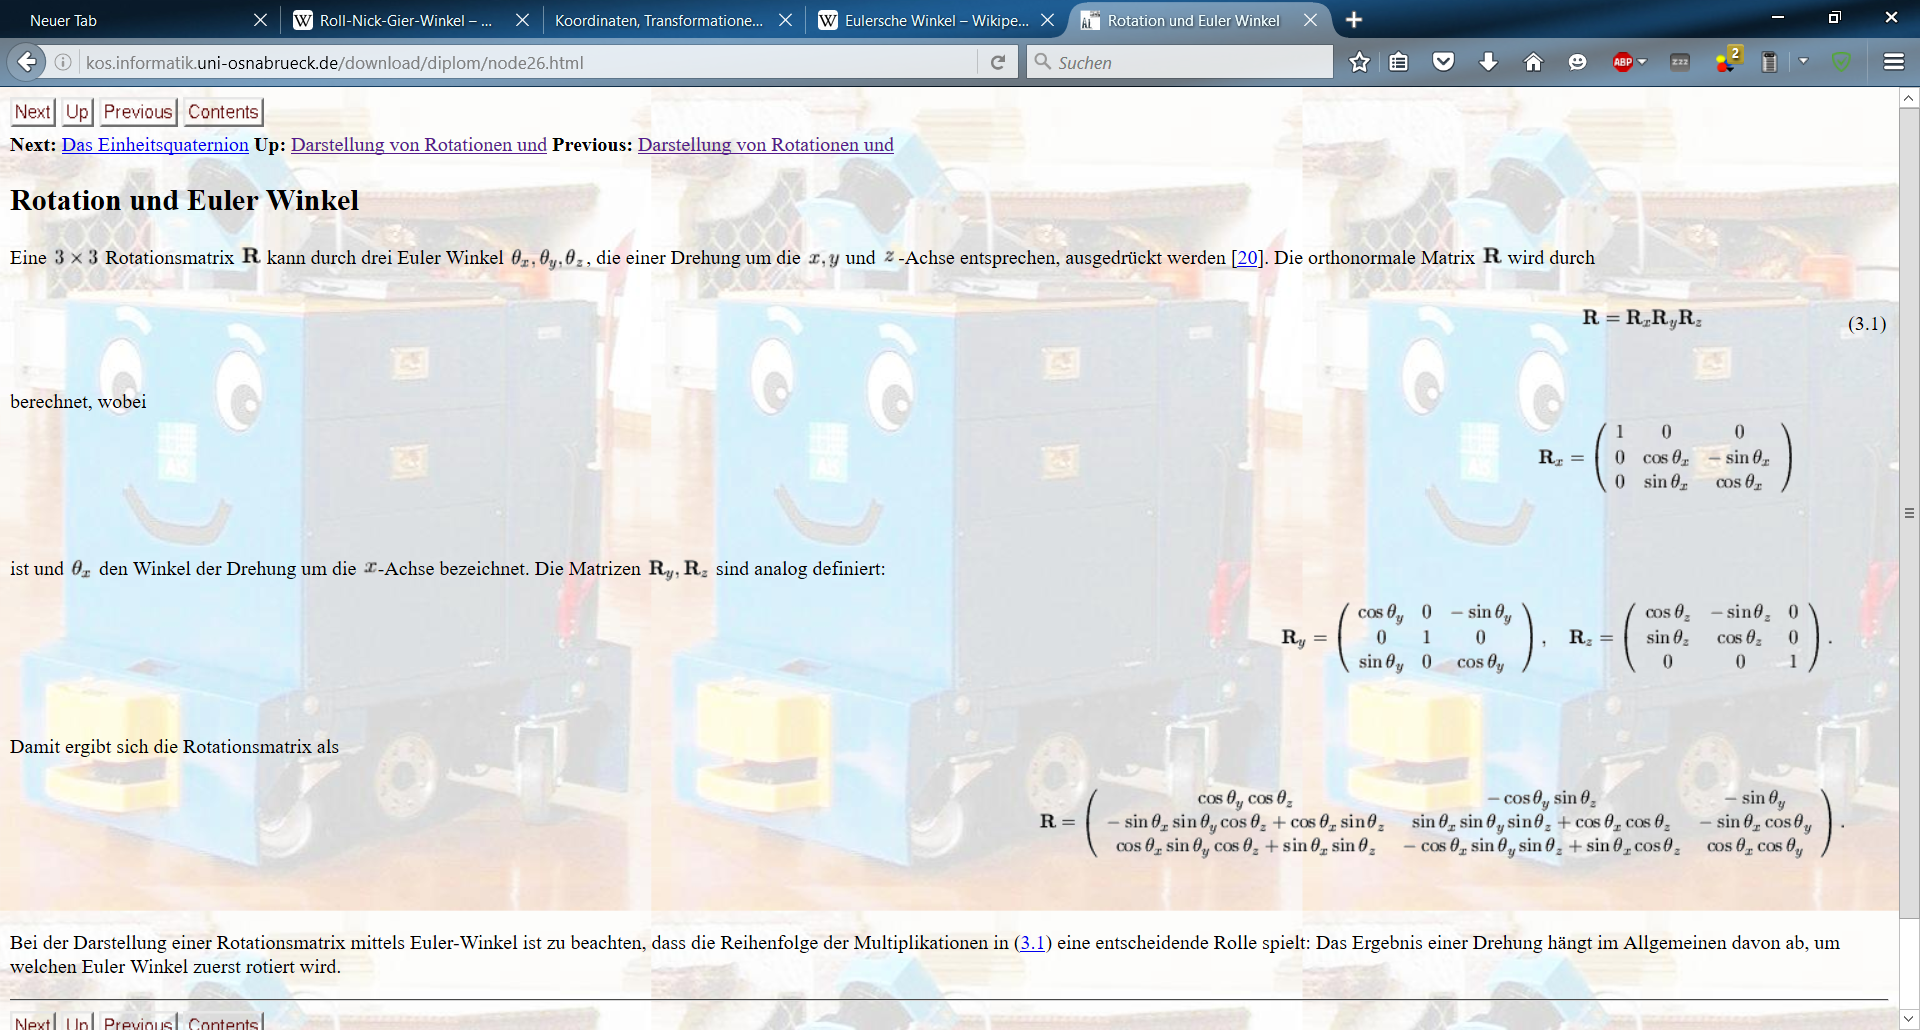 Neuer Tab
Roll-Nick-Gier-Winkel – ...
Koordinaten, Transformatione...
Eulersche Winkel – Wikipe...
Rotation und Euler Winkel
kos.informatik.uni-osnabrueck.de/download/diplom/node26.html
Suchen
ABP
zzz
2
Next Up Previous Contents
Next: Das Einheitsquaternion Up: Darstellung von Rotationen und Previous: Darstellung von Rotationen und
Rotation und Euler Winkel
Eine 3 × 3 Rotationsmatrix R kann durch drei Euler Winkel θx, θy, θz, die einer Drehung um die x, y und z -Achse entsprechen, ausgedrückt werden [20]. Die orthonormale Matrix R wird durch
R = RxRyRz (3.1)
berechnet, wobei
Rx = ( 1 0 0
0 cos θx − sin θx
0 sin θx cos θx )
ist und θx den Winkel der Drehung um die x-Achse bezeichnet. Die Matrizen Ry, Rz sind analog definiert:
Ry = ( cos θy 0 − sin θy
0 1 0
sin θy 0 cos θy ) ,
Rz = ( cos θz − sin θz 0
sin θz cos θz 0
0 0 1 ) .
Damit ergibt sich die Rotationsmatrix als
R = ( cos θy cos θz − cos θy sin θz − sin θy
− sin θx sin θy cos θz + cos θx sin θz sin θx sin θy sin θz + cos θx cos θz − sin θx cos θy
cos θx sin θy cos θz + sin θx sin θz − cos θx sin θy sin θz + sin θx cos θz cos θx cos θy ) .
Bei der Darstellung einer Rotationsmatrix mittels Euler-Winkel ist zu beachten, dass die Reihenfolge der Multiplikationen in (3.1) eine entscheidende Rolle spielt: Das Ergebnis einer Drehung hängt im Allgemeinen davon ab, um
welchen Euler Winkel zuerst rotiert wird.
Next Up Previous Contents